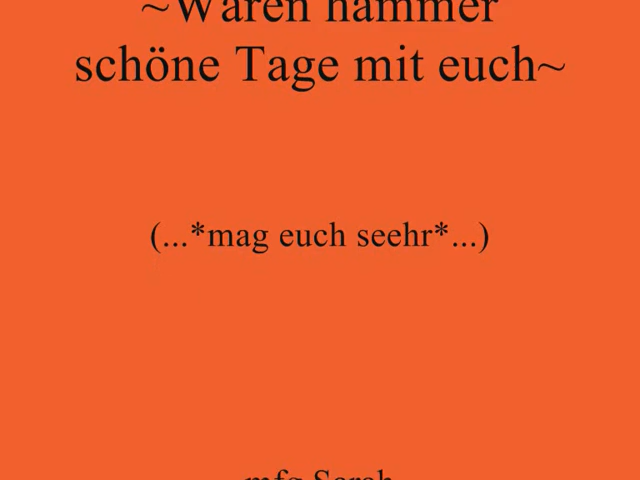 ~Waren hammer
schöne Tage mit euch~
(...*mag euch seehr*...)
mfg Sarah